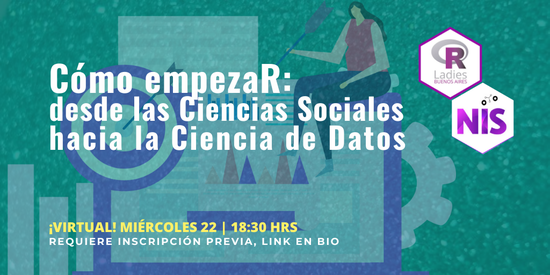 Cómo empezaR:
desde las Ciencias Sociales
hacia la Ciencia de Datos
¡VIRTUAL! MIÉRCOLES 22 | 18:30 HRS
REQUIERE INSCRIPCIÓN PREVIA, LINK EN BIO
R
Ladies
BUENOS AIRES
NIS